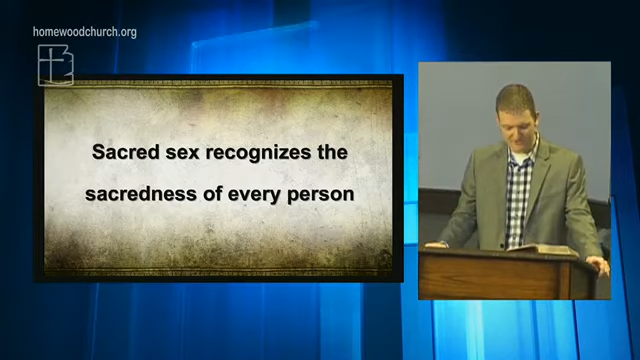 homewoodchurch.org
Sacred sex recognizes the
sacredness of every person